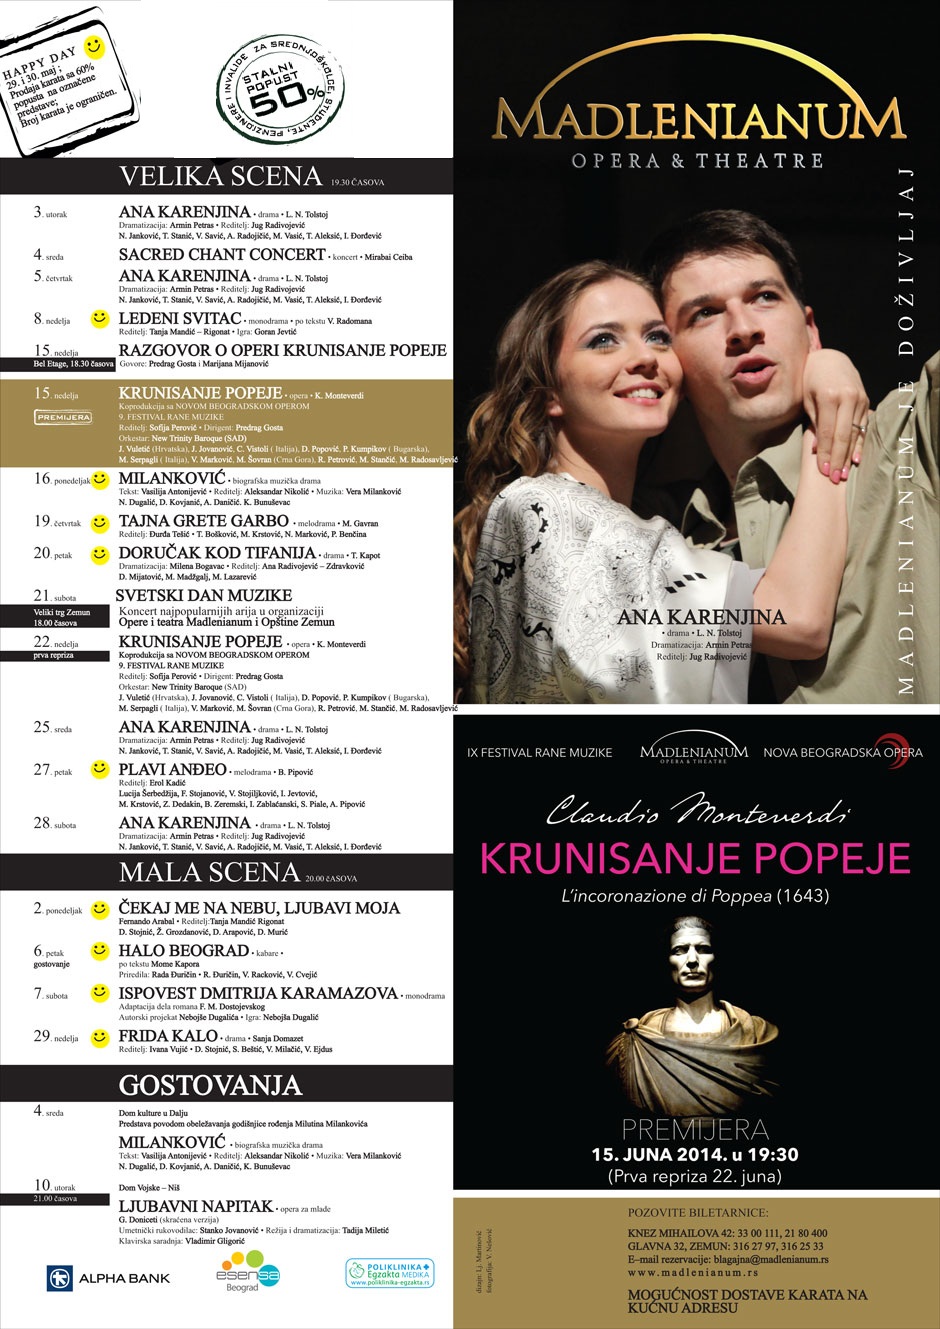 HAPPY DAY
29. i 30. maj ;
Prodaja karata sa 60%
popusta na označene
predstave;
Broj karata je ograničen.
ZA SREDNJOŠKOLCE, STUDENTE, PENZIONERE I INVALIDE
STALNI
POPUST
50%
VELIKA SCENA 19.30 ČASOVA
3. utorak ANA KARENJINA • drama • L. N. Tolstoj
Dramatizacija: Armin Petras • Reditelj: Jug Radivojević
N. Janković, T. Stanić, V. Savić, A. Radojičić, M. Vasić, T. Aleksić, I. Đorđević
4. sreda SACRED CHANT CONCERT • koncert • Mirabai Ceiba
5. četvrtak ANA KARENJINA • drama • L. N. Tolstoj
Dramatizacija: Armin Petras • Reditelj: Jug Radivojević
N. Janković, T. Stanić, V. Savić, A. Radojičić, M. Vasić, T. Aleksić, I. Đorđević
8. nedelja LEDENI SVITAC • monodrama • po tekstu V. Radomana
Reditelj: Tanja Mandić – Rigonat • Igra: Goran Jevtić
15. nedelja RAZGOVOR O OPERI KRUNISANJE POPEJE
Bel Etage, 18.30 časova Govore: Predrag Gosta i Marijana Mijanović
15. nedelja KRUNISANJE POPEJE • opera • K. Monteverdi
Koprodukcija sa NOVOM BEOGRADSKOM OPEROM
PREMIJERA 9. FESTIVAL RANE MUZIKE
Reditelj: Sofija Perović • Dirigent: Predrag Gosta
Orkestar: New Trinity Baroque (SAD)
J. Vuletić (Hrvatska), J. Jovanović, C. Vistoli ( Italija), D. Popović, P. Kumpikov ( Bugarska),
M. Serpagli ( Italija), V. Marković, M. Šovran (Crna Gora), R. Petrović, M. Stančić, M. Radosavljević
16. ponedeljak MILANKOVIĆ • biografska muzička drama
Tekst: Vasilija Antonijević • Reditelj: Aleksandar Nikolić • Muzika: Vera Milanković
N. Dugalić, D. Kovjanić, A. Daničić. K. Bunuševac
19. četvrtak TAJNA GRETE GARBO • melodrama • M. Gavran
Reditelj: Đurđa Tešić • T. Bošković, M. Krstović, N. Marković, P. Benčina
20. petak DORUČAK KOD TIFANIJA • drama • T. Kapot
Dramatizacija: Milena Bogavac • Reditelj: Ana Radivojević – Zdravković
D. Mijatović, M. Madžgalj, M. Lazarević
21. subota SVETSKI DAN MUZIKE
Veliki trg Zemun Koncert najpopularnijih arija u organizaciji
18.00 časova Opere i teatra Madlenianum i Opštine Zemun
22. nedelja KRUNISANJE POPEJE • opera • K. Monteverdi
prva repriza Koprodukcija sa NOVOM BEOGRADSKOM OPEROM
9. FESTIVAL RANE MUZIKE
Reditelj: Sofija Perović • Dirigent: Predrag Gosta
Orkestar: New Trinity Baroque (SAD)
J. Vuletić (Hrvatska), J. Jovanović, C. Vistoli ( Italija), D. Popović, P. Kumpikov ( Bugarska),
M. Serpagli ( Italija), V. Marković, M. Šovran (Crna Gora), R. Petrović, M. Stančić, M. Radosavljević
25. sreda ANA KARENJINA • drama • L. N. Tolstoj
Dramatizacija: Armin Petras • Reditelj: Jug Radivojević
N. Janković, T. Stanić, V. Savić, A. Radojičić, M. Vasić, T. Aleksić, I. Đorđević
27. petak PLAVI ANĐEO • melodrama • B. Pipović
Reditelj: Erol Kadić
Lucija Šerbedžija, F. Stojanović, V. Stojiljković, I. Jevtović,
M. Krstović, Z. Dedakin, B. Zeremski, I. Zablaćanski, S. Piale, A. Pipović
28. subota ANA KARENJINA • drama • L. N. Tolstoj
Dramatizacija: Armin Petras • Reditelj: Jug Radivojević
N. Janković, T. Stanić, V. Savić, A. Radojičić, M. Vasić, T. Aleksić, I. Đorđević
MALA SCENA 20.00 čASOVA
2. ponedeljak ČEKAJ ME NA NEBU, LJUBAVI MOJA
Fernando Arabal • Reditelj:Tanja Mandić Rigonat
D. Stojnić, Ž. Grozdanović, D. Arapović, D. Murić
6. petak HALO BEOGRAD • kabare •
gostovanje po tekstu Mome Kapora
Priredila: Rada Đuričin • R. Đuričin, V. Racković, V. Cvejić
7. subota ISPOVEST DMITRIJA KARAMAZOVA • monodrama
Adaptacija dela romana F. M. Dostojevskog
Autorski projekat Nebojše Dugalića • Igra: Nebojša Dugalić
29. nedelja FRIDA KALO • drama • Sanja Domazet
Reditelj: Ivana Vujić • D. Stojnić, S. Beštić, V. Milačić, V. Ejdus
GOSTOVANJA
4. sreda Dom kulture u Dalju
Predstava povodom obeležavanja godišnjice rođenja Milutina Milankovića
MILANKOVIĆ • biografska muzička drama
Tekst: Vasilija Antonijević • Reditelj: Aleksandar Nikolić • Muzika: Vera Milanković
N. Dugalić, D. Kovjanić, A. Daničić, K. Bunuševac
10. utorak Dom Vojske – Niš
21.00 časova
LJUBAVNI NAPITAK • opera za mlade
G. Doniceti (skraćena verzija)
Umetnički rukovodilac: Stanko Jovanović • Režija i dramatizacija: Tadija Miletić
Klavirska saradnja: Vladimir Gligorić
ALPHA BANK
esensa
Beograd
POLIKLINIKA
Egzakta MEDIKA
www.poliklinika-egzakta.rs
MADLENIANUM
OPERA & THEATRE
MADLENIANUM JE DOŽIVLJAJ
ANA KARENJINA
• drama • L. N. Tolstoj
Dramatizacija: Armin Petras
Reditelj: Jug Radivojević
IX FESTIVAL RANE MUZIKE
MADLENIANUM
OPERA & THEATRE
NOVA BEOGRADSKA OPERA
Claudio Monteverdi
KRUNISANJE POPEJE
L'incoronazione di Poppea (1643)
PREMIJERA
15. JUNA 2014. u 19:30
(Prva repriza 22. juna)
dizajn: Lj. Martinović
fotografija: V. Nešović
POZOVITE BILETARNICE:
KNEZ MIHAILOVA 42: 33 00 111, 21 80 400
GLAVNA 32, ZEMUN: 316 27 97, 316 25 33
E–mail rezervacije: blagajna@madlenianum.rs
www.madlenianum.rs
MOGUĆNOST DOSTAVE KARATA NA
KUĆNU ADRESU